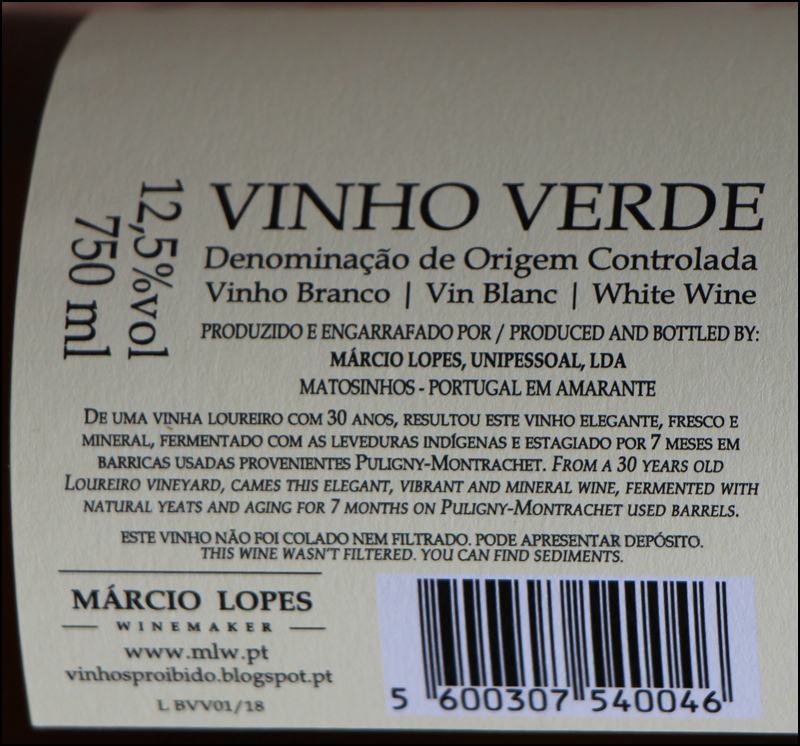 12,5%vol
750 ml
VINHO VERDE
Denominação de Origem Controlada
Vinho Branco | Vin Blanc | White Wine
PRODUZIDO E ENGARRAFADO POR / PRODUCED AND BOTTLED BY:
MÁRCIO LOPES, UNIPESSOAL, LDA
MATOSINHOS - PORTUGAL EM AMARANTE
DE UMA VINHA LOUREIRO COM 30 ANOS, RESULTOU ESTE VINHO ELEGANTE, FRESCO E
MINERAL, FERMENTADO COM AS LEVEDURAS INDÍGENAS E ESTAGIADO POR 7 MESES EM
BARRICAS USADAS PROVENIENTES PULIGNY-MONTRACHET. FROM A 30 YEARS OLD
LOUREIRO VINEYARD, CAMES THIS ELEGANT, VIBRANT AND MINERAL WINE, FERMENTED WITH
NATURAL YEATS AND AGING FOR 7 MONTHS ON PULIGNY-MONTRACHET USED BARRELS.
ESTE VINHO NÃO FOI COLADO NEM FILTRADO. PODE APRESENTAR DEPÓSITO.
THIS WINE WASN'T FILTERED. YOU CAN FIND SEDIMENTS.
MÁRCIO LOPES
WINEMAKER
www.mlw.pt
vinhosproibido.blogspot.pt
L BVV01/18
5 600307 540046